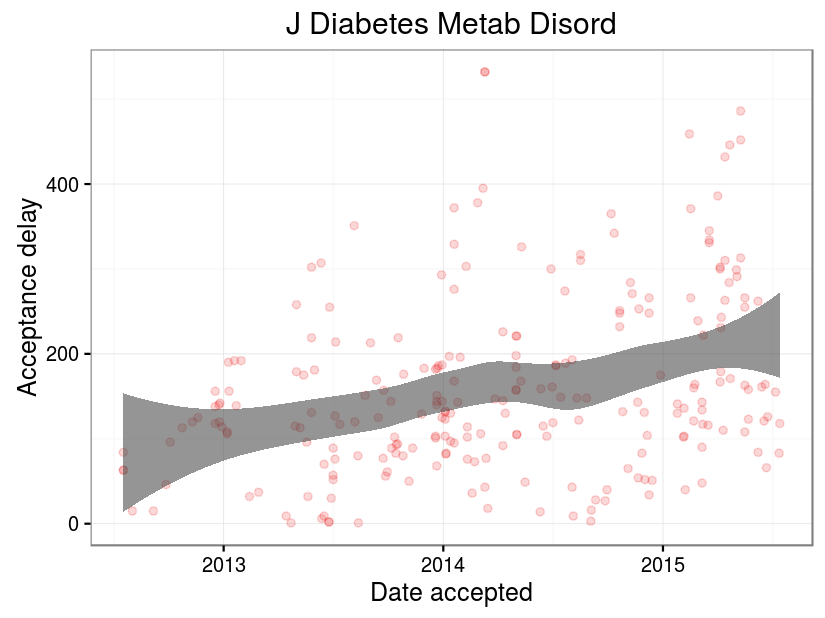 J Diabetes Metab Disord
Acceptance delay
400
200
0
2013 2014 2015
Date accepted